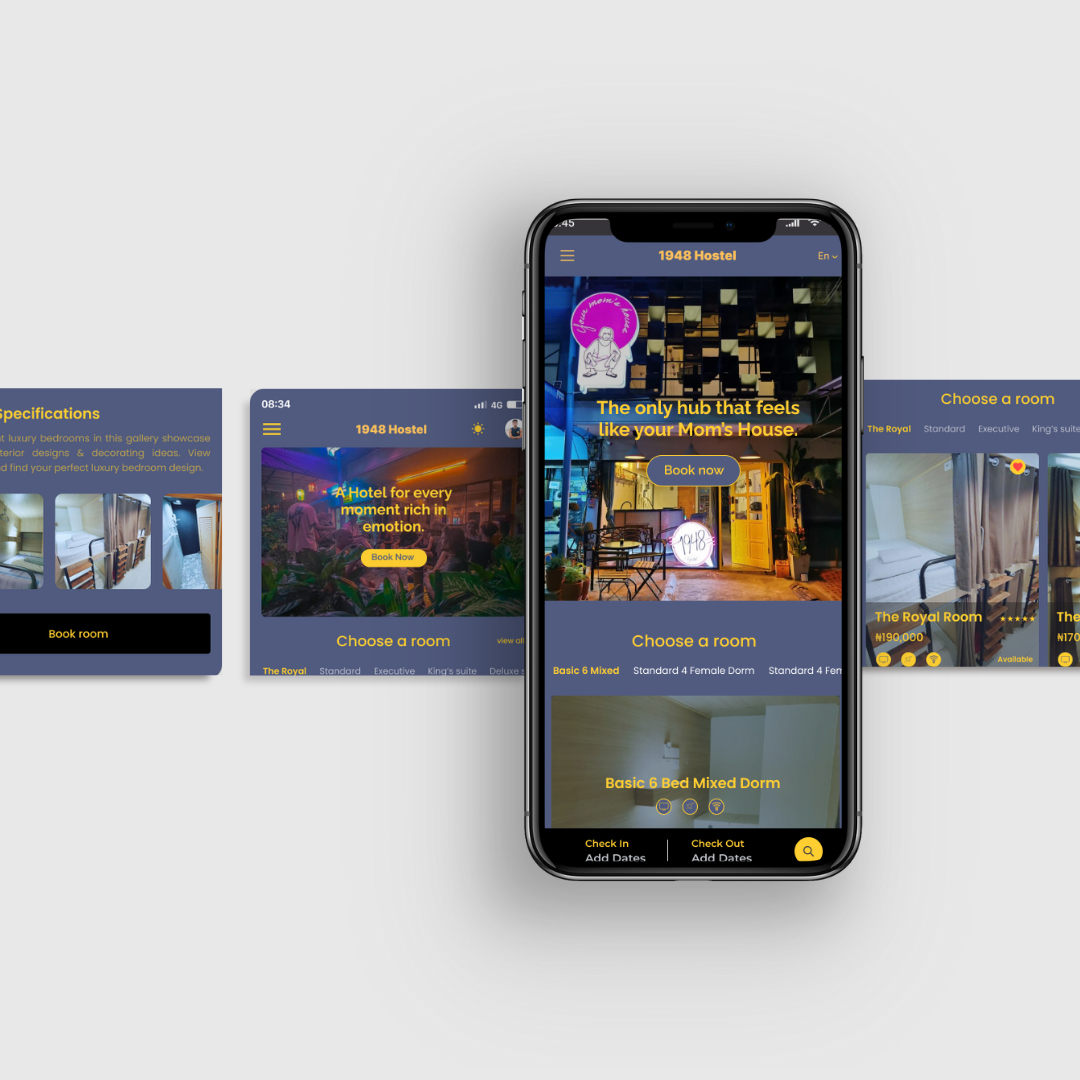 Specifications
luxury bedrooms in this gallery showcase
designs & decorating ideas. View
find your perfect luxury bedroom design.
Book room
08:34
4G
1948 Hostel
A Hotel for every
moment rich in
emotion.
Book Now
Choose a room
view all
The Royal Standard Executive King's suite Deluxe
:45
1948 Hostel
En
Your mom's house
The only hub that feels
like your Mom's House.
Book now
1948
Choose a room
Basic 6 Mixed Standard 4 Female Dorm Standard 4 Fem
Basic 6 Bed Mixed Dorm
Check In
Add Dates
Check Out
Add Dates
Choose a room
The Royal Standard Executive King's suite
The Royal Room
₦190,000
Available
The
₦170